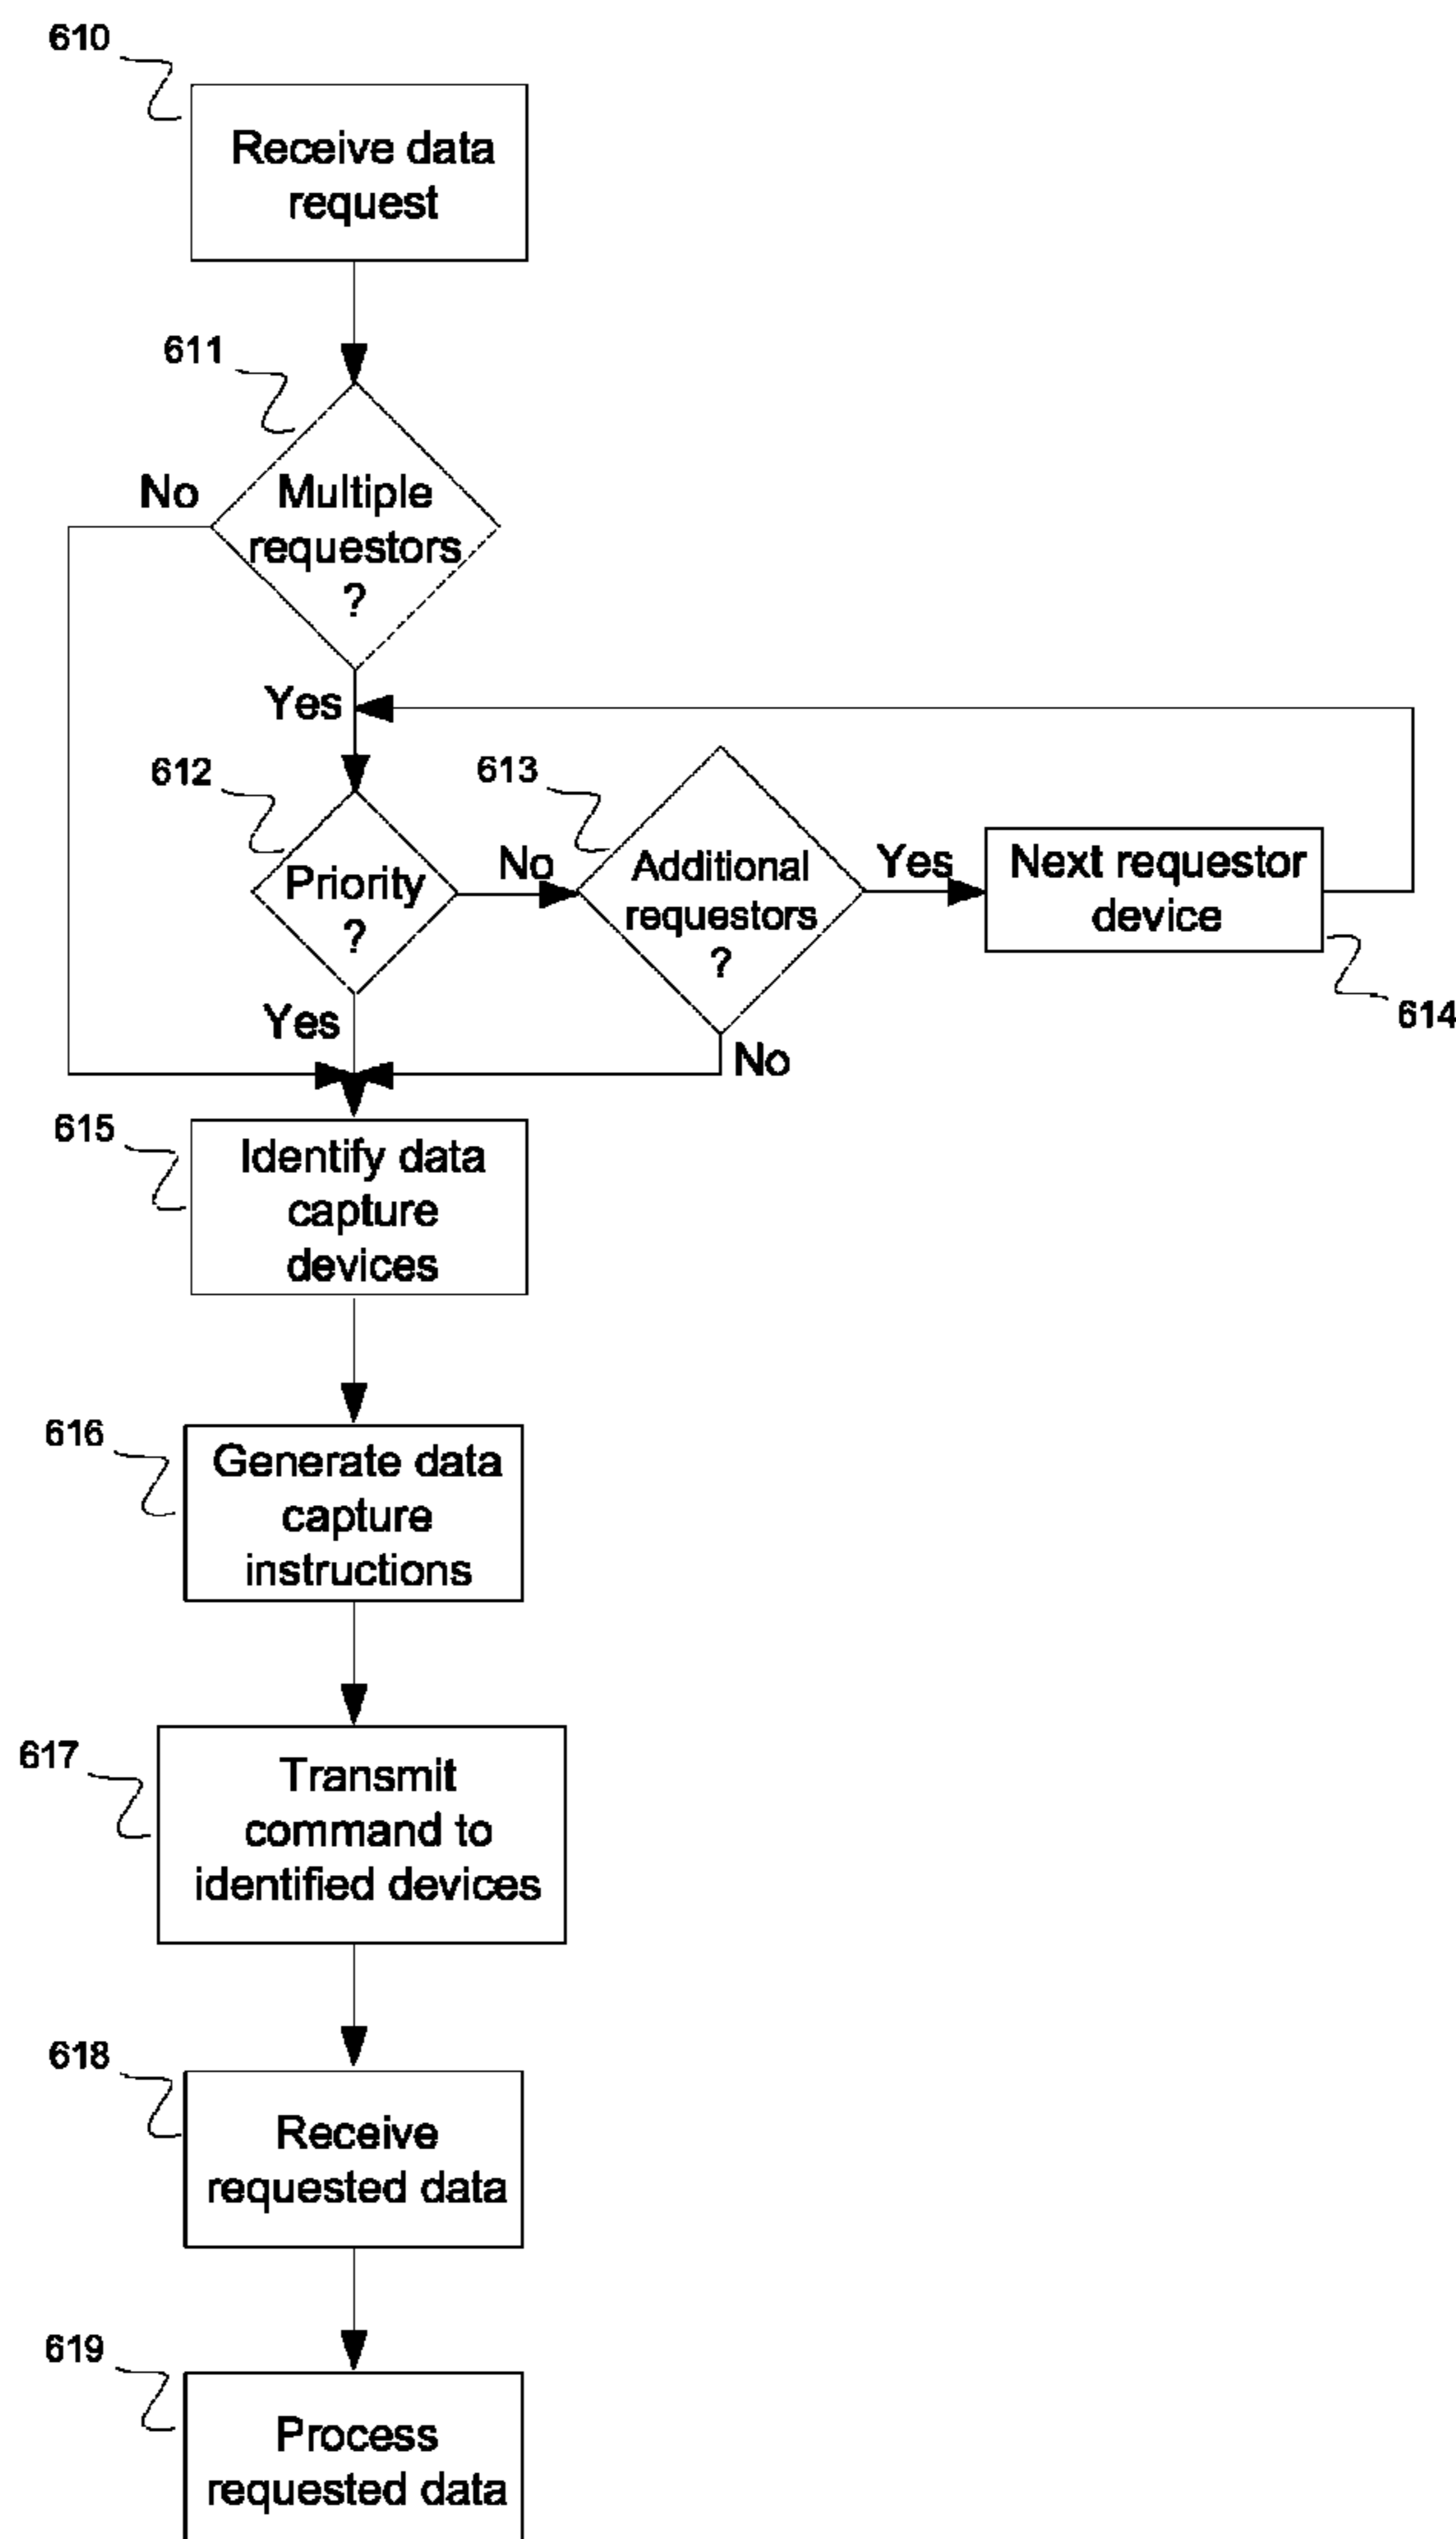 610
Receive data
request
611
No
Multiple
requestors
?
Yes
612
Priority
?
No
613
Additional
requestors
?
Yes
Next requestor
device
614
Yes
No
615
Identify data
capture
devices
616
Generate data
capture
instructions
617
Transmit
command to
identified devices
618
Receive
requested data
619
Process
requested data